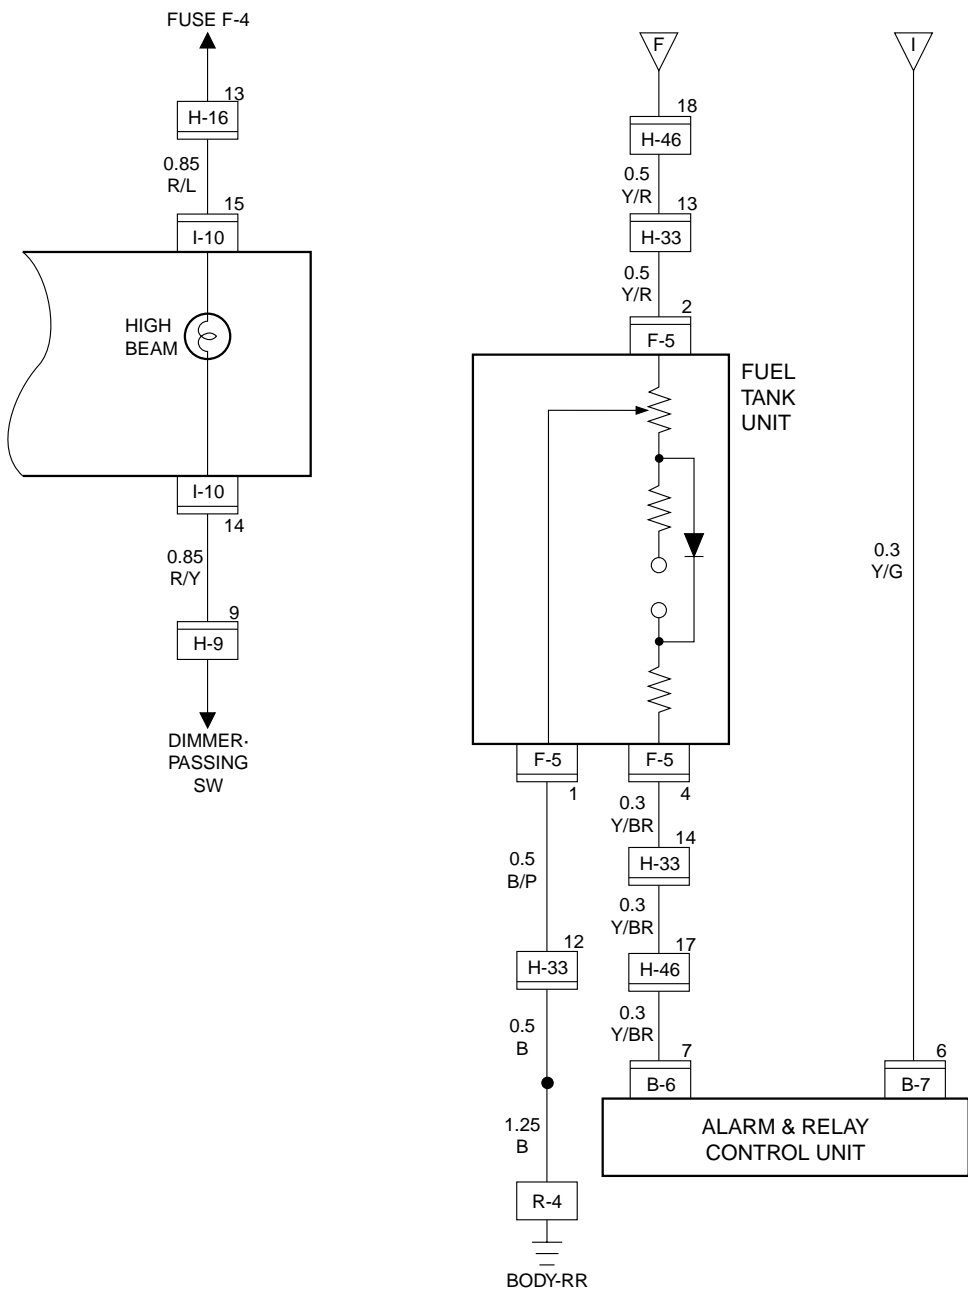 FUSE F-4
13
H-16
0.85
R/L
15
I-10
HIGH
BEAM
I-10
14
0.85
R/Y
9
H-9
DIMMER·
PASSING
SW
F
18
H-46
0.5
Y/R
13
H-33
0.5
Y/R
2
F-5
FUEL
TANK
UNIT
F-5
1
0.5
B/P
12
H-33
0.5
B
1.25
B
R-4
BODY-RR
F-5
4
0.3
Y/BR
14
H-33
0.3
Y/BR
17
H-46
0.3
Y/BR
7
B-6
I
0.3
Y/G
6
B-7
ALARM & RELAY
CONTROL UNIT